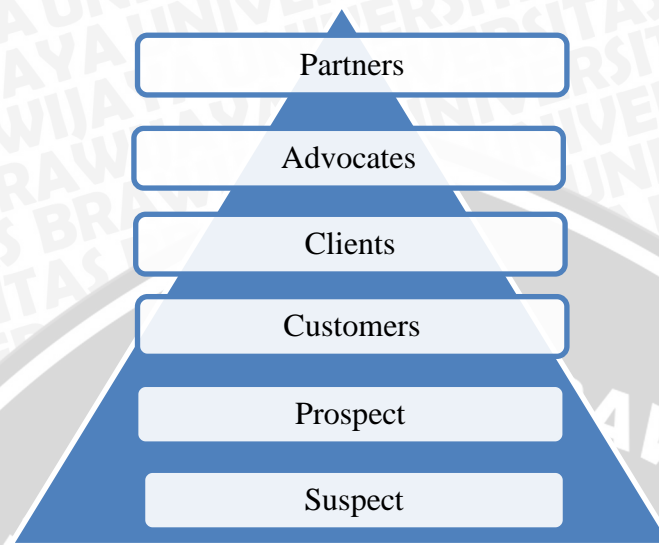 Partners
Advocates
Clients
Customers
Prospect
Suspect